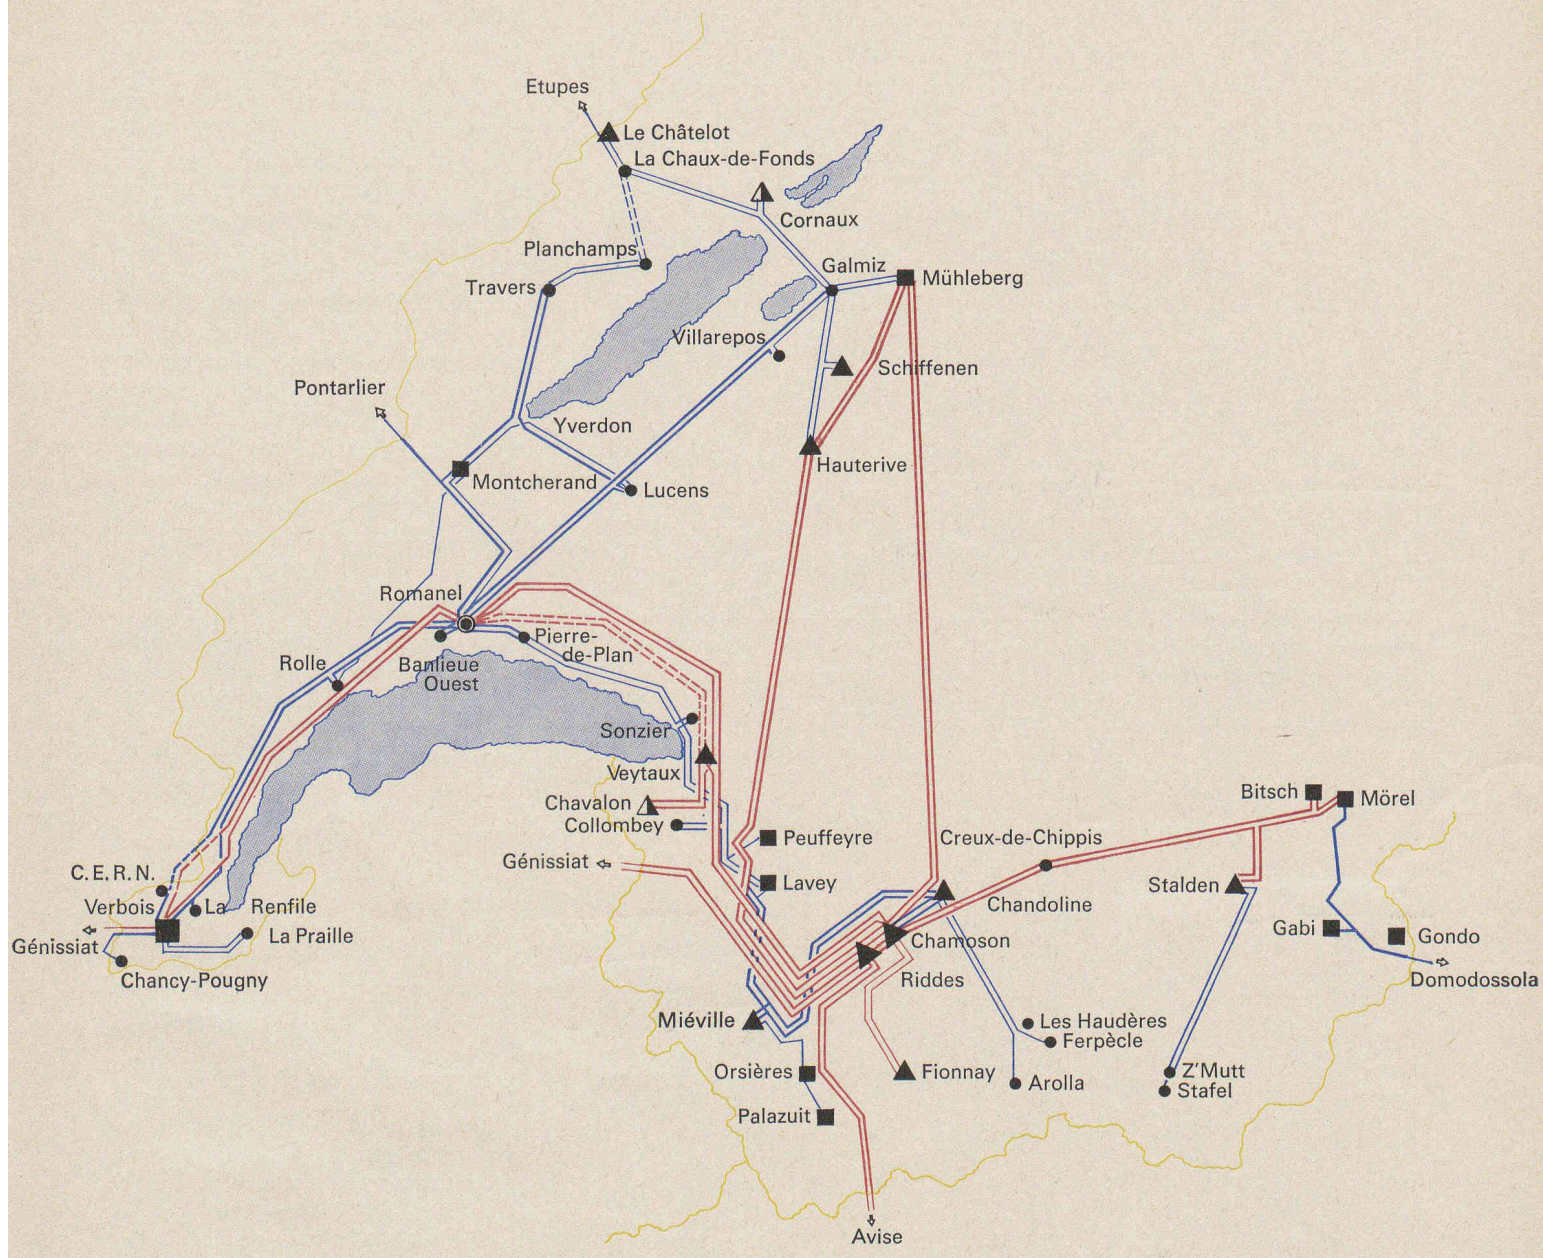 Etupes
Le Châtelot
La Chaux-de-Fonds
Cornaux
Planchamps
Galmiz
Mühleberg
Travers
Villarepos
Schiffenen
Pontarlier
Yverdon
Hauterive
Montcherand
Lucens
Romanel
Pierre-
de-Plan
Rolle
Banlieue
Ouest
Sonzier
Veytaux
Chavalon
Collombey
Bitsch
Mörel
Peuffeyre
Creux-de-Chippis
Génissiat
C.E.R.N.
Lavey
Stalden
Verbois
La Renfile
Chandoline
La Praille
Génissiat
Chamoson
Gabi
Gondo
Chancy-Pougny
Riddes
Domodossola
Miéville
Les Haudères
Ferpècle
Orsières
Fionnay
Arolla
Z'Mutt
Stafel
Palazuit
Avise